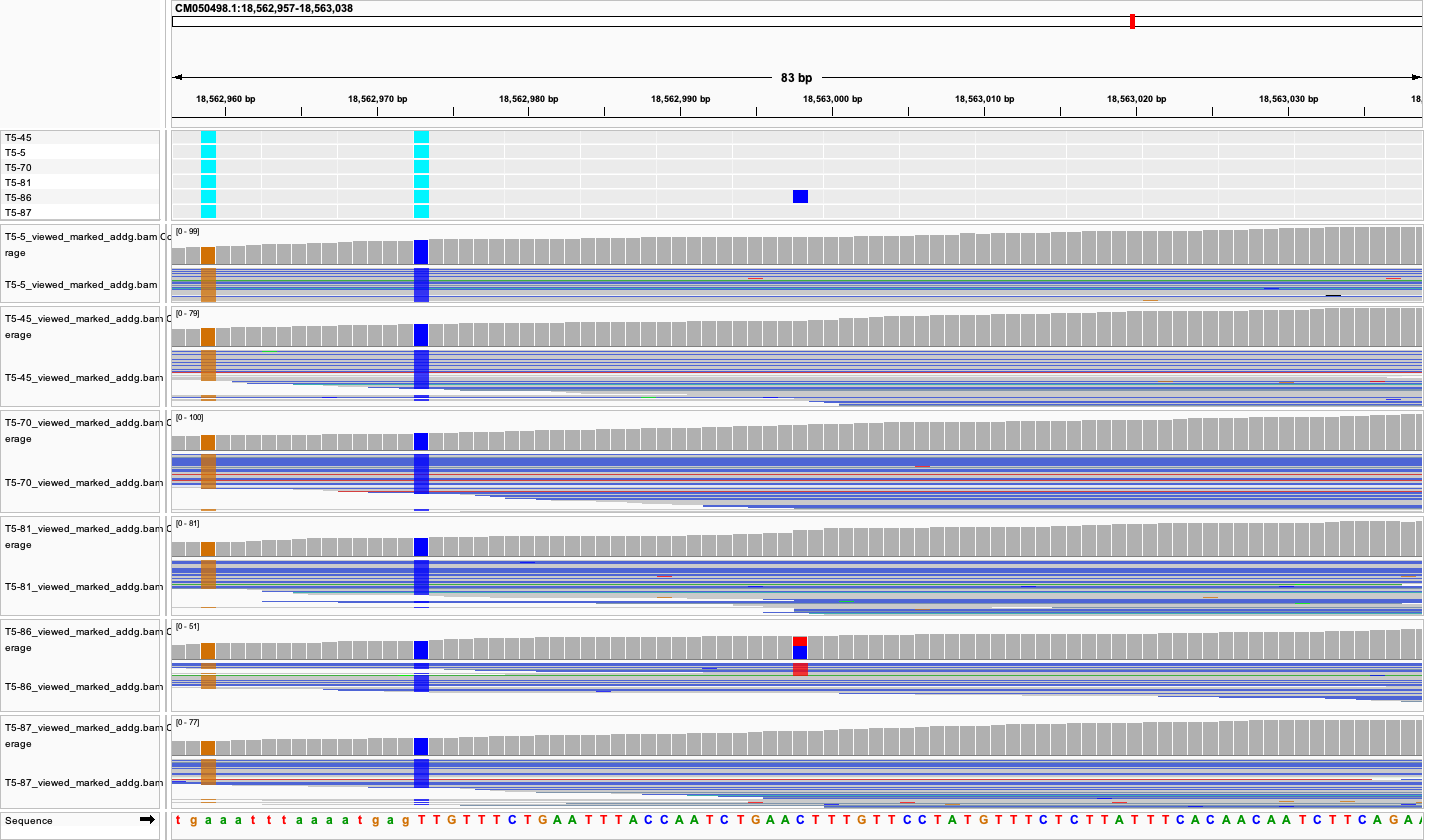 CM050498.1:18,562,957-18,563,038
83 bp
18,562,960 bp 18,562,970 bp 18,562,980 bp 18,562,990 bp 18,563,000 bp 18,563,010 bp 18,563,020 bp 18,563,030 bp 18,
T5-45
T5-5
T5-70
T5-81
T5-86
T5-87
T5-5_viewed_marked_addg.bam Co
rage
[0 - 99]
T5-5_viewed_marked_addg.bam
T5-45_viewed_marked_addg.bam C
erage
[0 - 79]
T5-45_viewed_marked_addg.bam
T5-70_viewed_marked_addg.bam C
erage
[0 - 100]
T5-70_viewed_marked_addg.bam
T5-81_viewed_marked_addg.bam C
erage
[0 - 81]
T5-81_viewed_marked_addg.bam
T5-86_viewed_marked_addg.bam C
erage
[0 - 51]
T5-86_viewed_marked_addg.bam
T5-87_viewed_marked_addg.bam C
erage
[0 - 77]
T5-87_viewed_marked_addg.bam
Sequence t g a a a t t t a a a a t g a g T T G T T T C T G A A T T T A C C A A T C T G A A C T T T G T T C C T A T G T T T C T C T T A T T T C A C A A C A A T C T T C A G A A